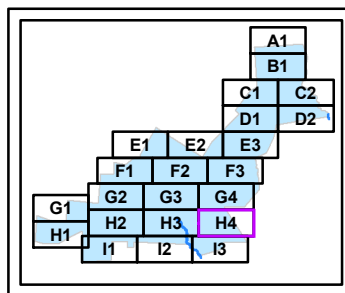 A1
B1
C1 C2
D1 D2
E1 E2 E3
F1 F2 F3
G1 G2 G3 G4
H1 H2 H3 H4
I1 I2 I3